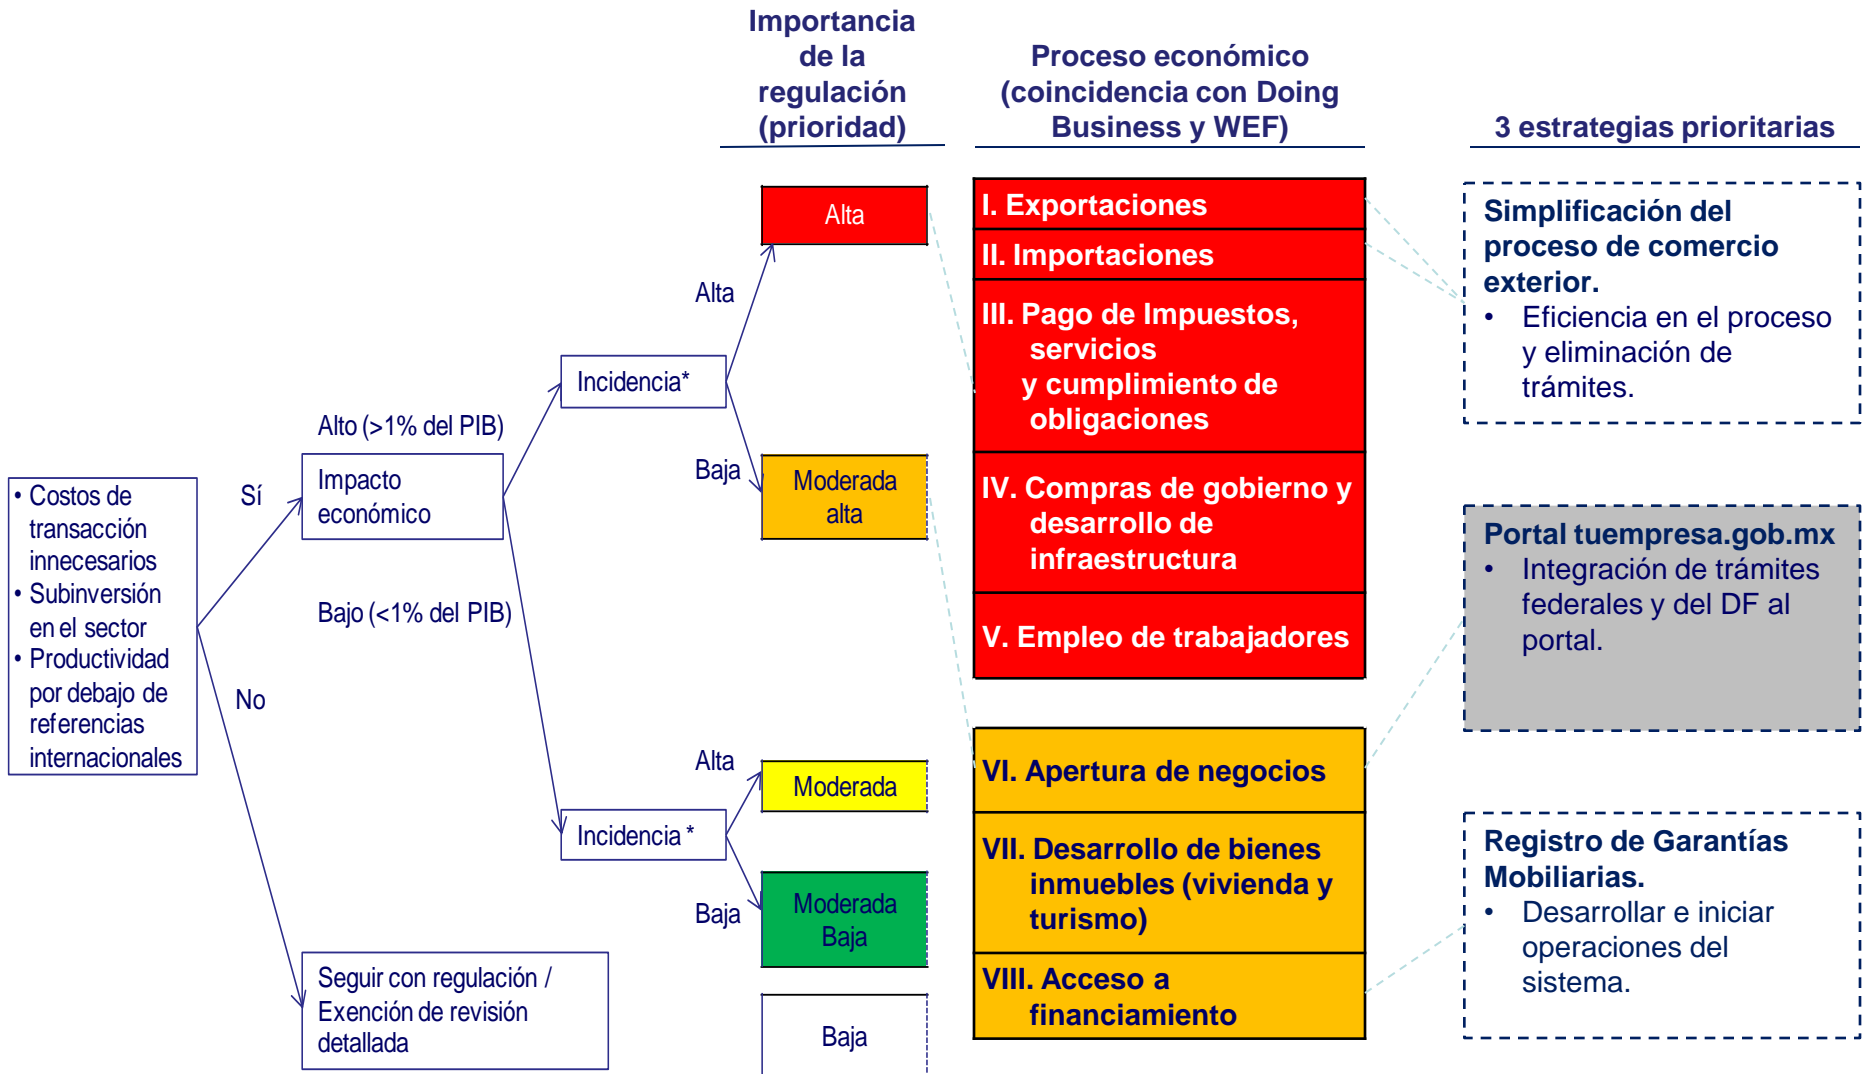 Importancia
de la
regulación
(prioridad)
Proceso económico
(coincidencia con Doing
Business y WEF)
3 estrategias prioritarias
• Costos de
transacción
innecesarios
• Subinversión
en el sector
• Productividad
por debajo de
referencias
internacionales
Sí
No
Alto (>1% del PIB)
Impacto
económico
Bajo (<1% del PIB)
Seguir con regulación /
Exención de revisión
detallada
Incidencia*
Alta
Baja
Incidencia *
Alta
Baja
Alta
Moderada
alta
Moderada
Moderada
Baja
Baja
I. Exportaciones
II. Importaciones
III. Pago de Impuestos,
servicios
y cumplimiento de
obligaciones
IV. Compras de gobierno y
desarrollo de
infraestructura
V. Empleo de trabajadores
VI. Apertura de negocios
VII. Desarrollo de bienes
inmuebles (vivienda y
turismo)
VIII. Acceso a
financiamiento
Simplificación del
proceso de comercio
exterior.
• Eficiencia en el proceso
y eliminación de
trámites.
Portal tuempresa.gob.mx
• Integración de trámites
federales y del DF al
portal.
Registro de Garantías
Mobiliarias.
• Desarrollar e iniciar
operaciones del
sistema.